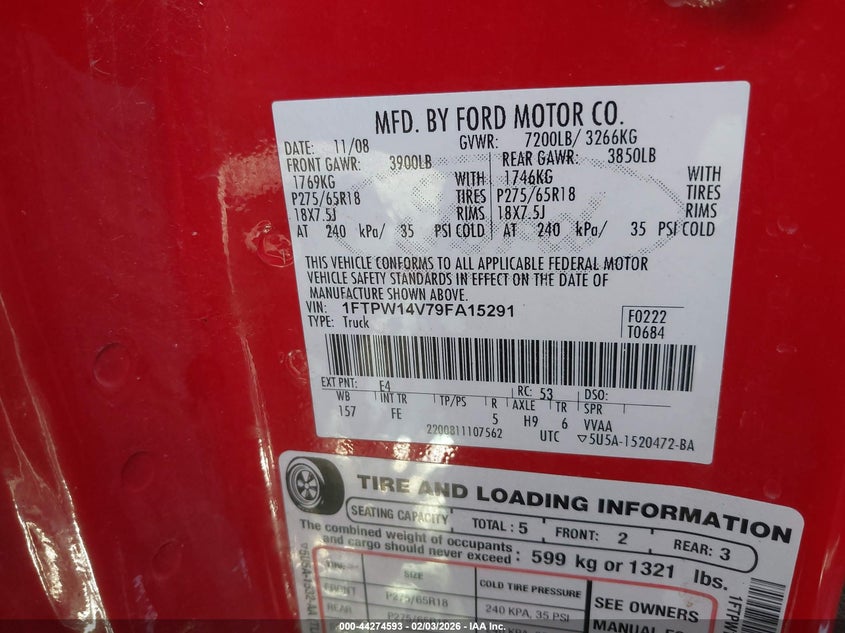 MFD. BY FORD MOTOR CO.
DATE: 11/08 GVWR: 7200LB/ 3266KG
FRONT GAWR: 3900LB REAR GAWR: 3850LB
1769KG WITH 1746KG WITH
P275/65R18 TIRES P275/65R18 TIRES
18X7.5J RIMS 18X7.5J RIMS
AT 240 kPa/ 35 PSI COLD AT 240 kPa/ 35 PSI COLD
THIS VEHICLE CONFORMS TO ALL APPLICABLE FEDERAL MOTOR
VEHICLE SAFETY STANDARDS IN EFFECT ON THE DATE OF
MANUFACTURE SHOWN ABOVE.
VIN: 1FTPW14V79FA15291 F0222
TYPE: Truck T0684
EXT PNT: E4 RC: 53 DSO:
WB INT TR TP/PS R AXLE TR SPR
157 FE 5 H9 6 VVAA
2200811107562 UTC ▽5U5A-1520472-BA
TIRE AND LOADING INFORMATION
SEATING CAPACITY TOTAL : 5 FRONT: 2 REAR: 3
The combined weight of occupants
and cargo should never exceed : 599 kg or 1321 lbs.
TIRE SIZE COLD TIRE PRESSURE SEE OWNERS
FRONT P275/65R18 240 KPA, 35 PSI MANUAL
REAR P275/65R18
1FTPW
000-44274593 - 02/03/2026 -